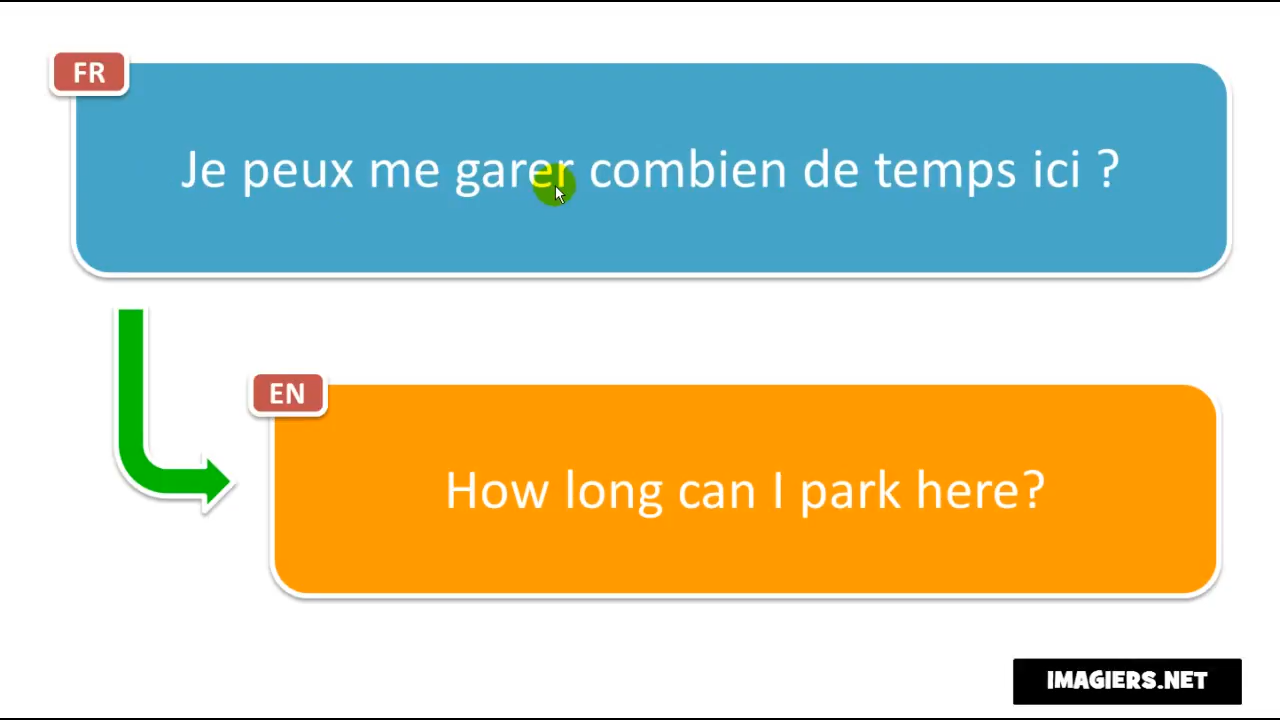 FR
Je peux me garer combien de temps ici ?
EN
How long can I park here?
IMAGIERS.NET